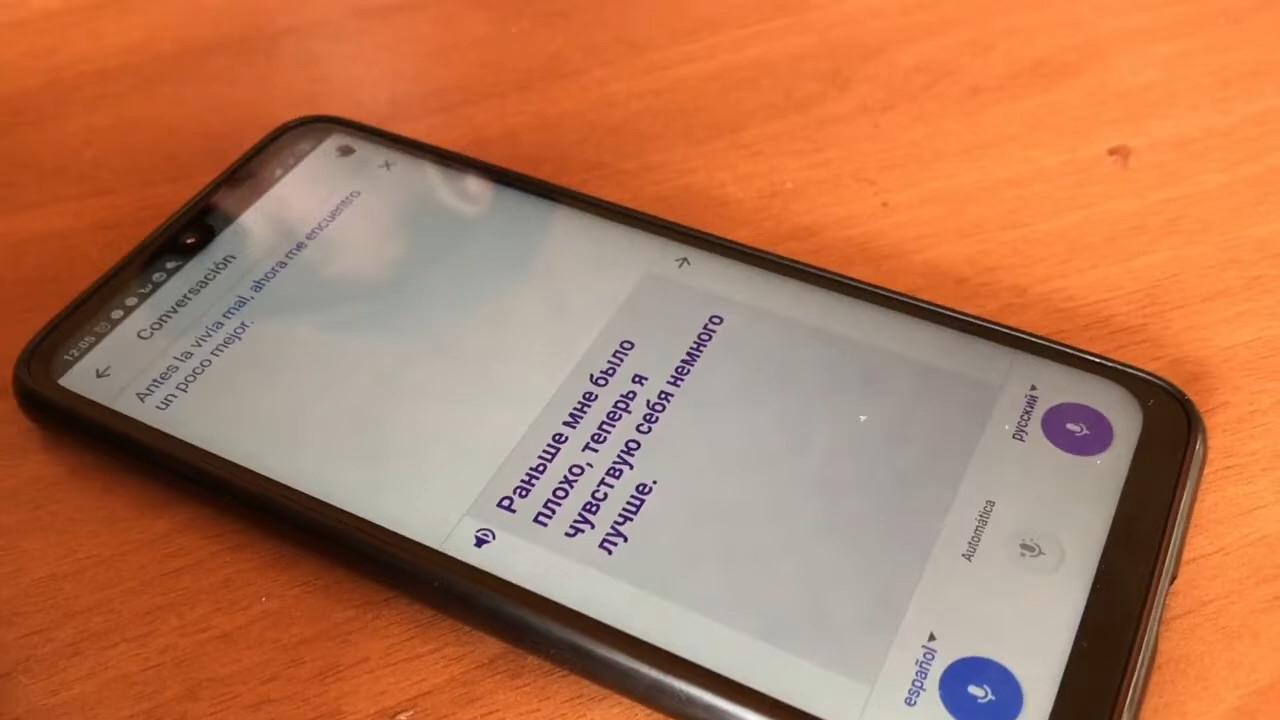 12:05
Conversación
Antes la vivía mal, ahora me encuentro
un poco mejor.
Раньше мне было
плохо, теперь я
чувствую себя немного
лучше.
español
Automática
русский